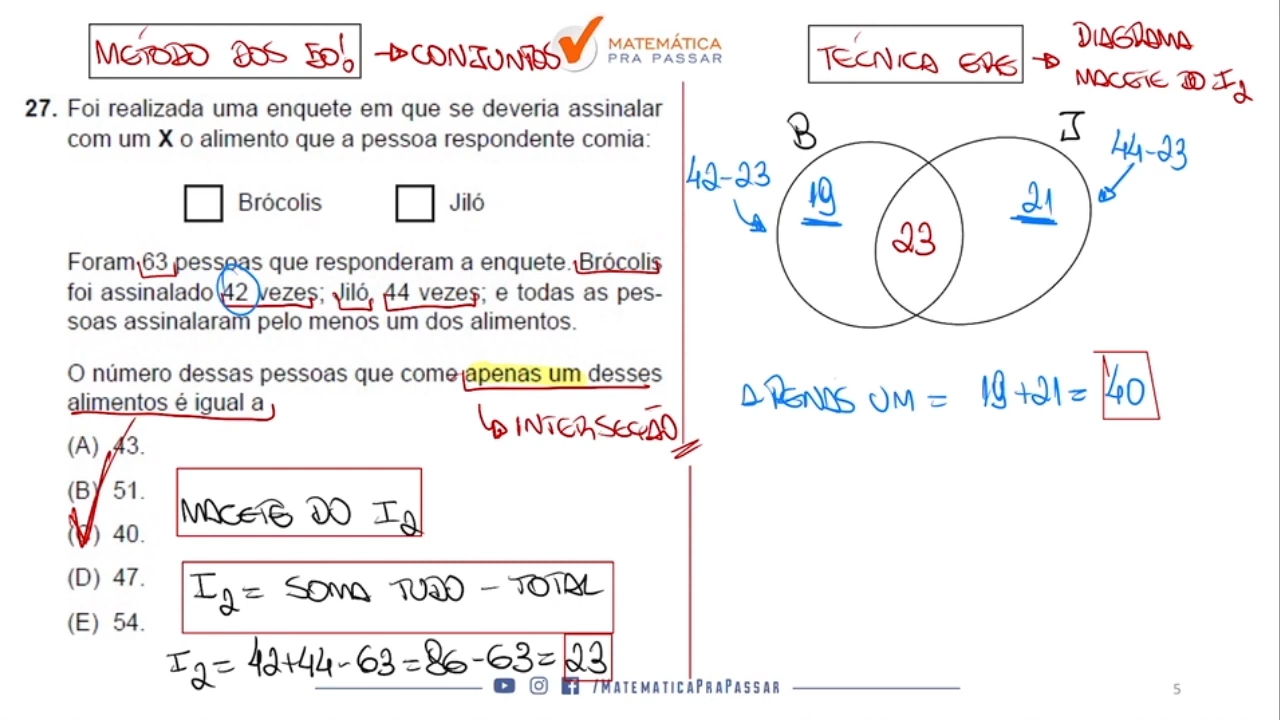 MÉTODO DOS 50! → CONJUNTOS
MATEMÁTICA
PRA PASSAR
TÉCNICA → DIAGRAMA
MACETE DO I2
27. Foi realizada uma enquete em que se deveria assinalar
com um X o alimento que a pessoa respondente comia:
Brócolis Jiló
Foram 63 pessoas que responderam a enquete. Brócolis
foi assinalado 42 vezes; Jiló, 44 vezes; e todas as pes-
soas assinalaram pelo menos um dos alimentos.
O número dessas pessoas que come apenas um desses
alimentos é igual a
↳ INTERSEÇÃO
(A) 43.
(B) 51.
(C) 40.
(D) 47.
(E) 54.
MACETE DO I2
I2 = SOMA TUDO - TOTAL
I2 = 42+44-63 = 86-63 = 23
B J
42-23 44-23
19 23 21
APENAS UM = 19+21 = 40
/MATEMATICAPRAPASSAR
5